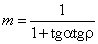 m = 1 / (1 + tgαtgρ)